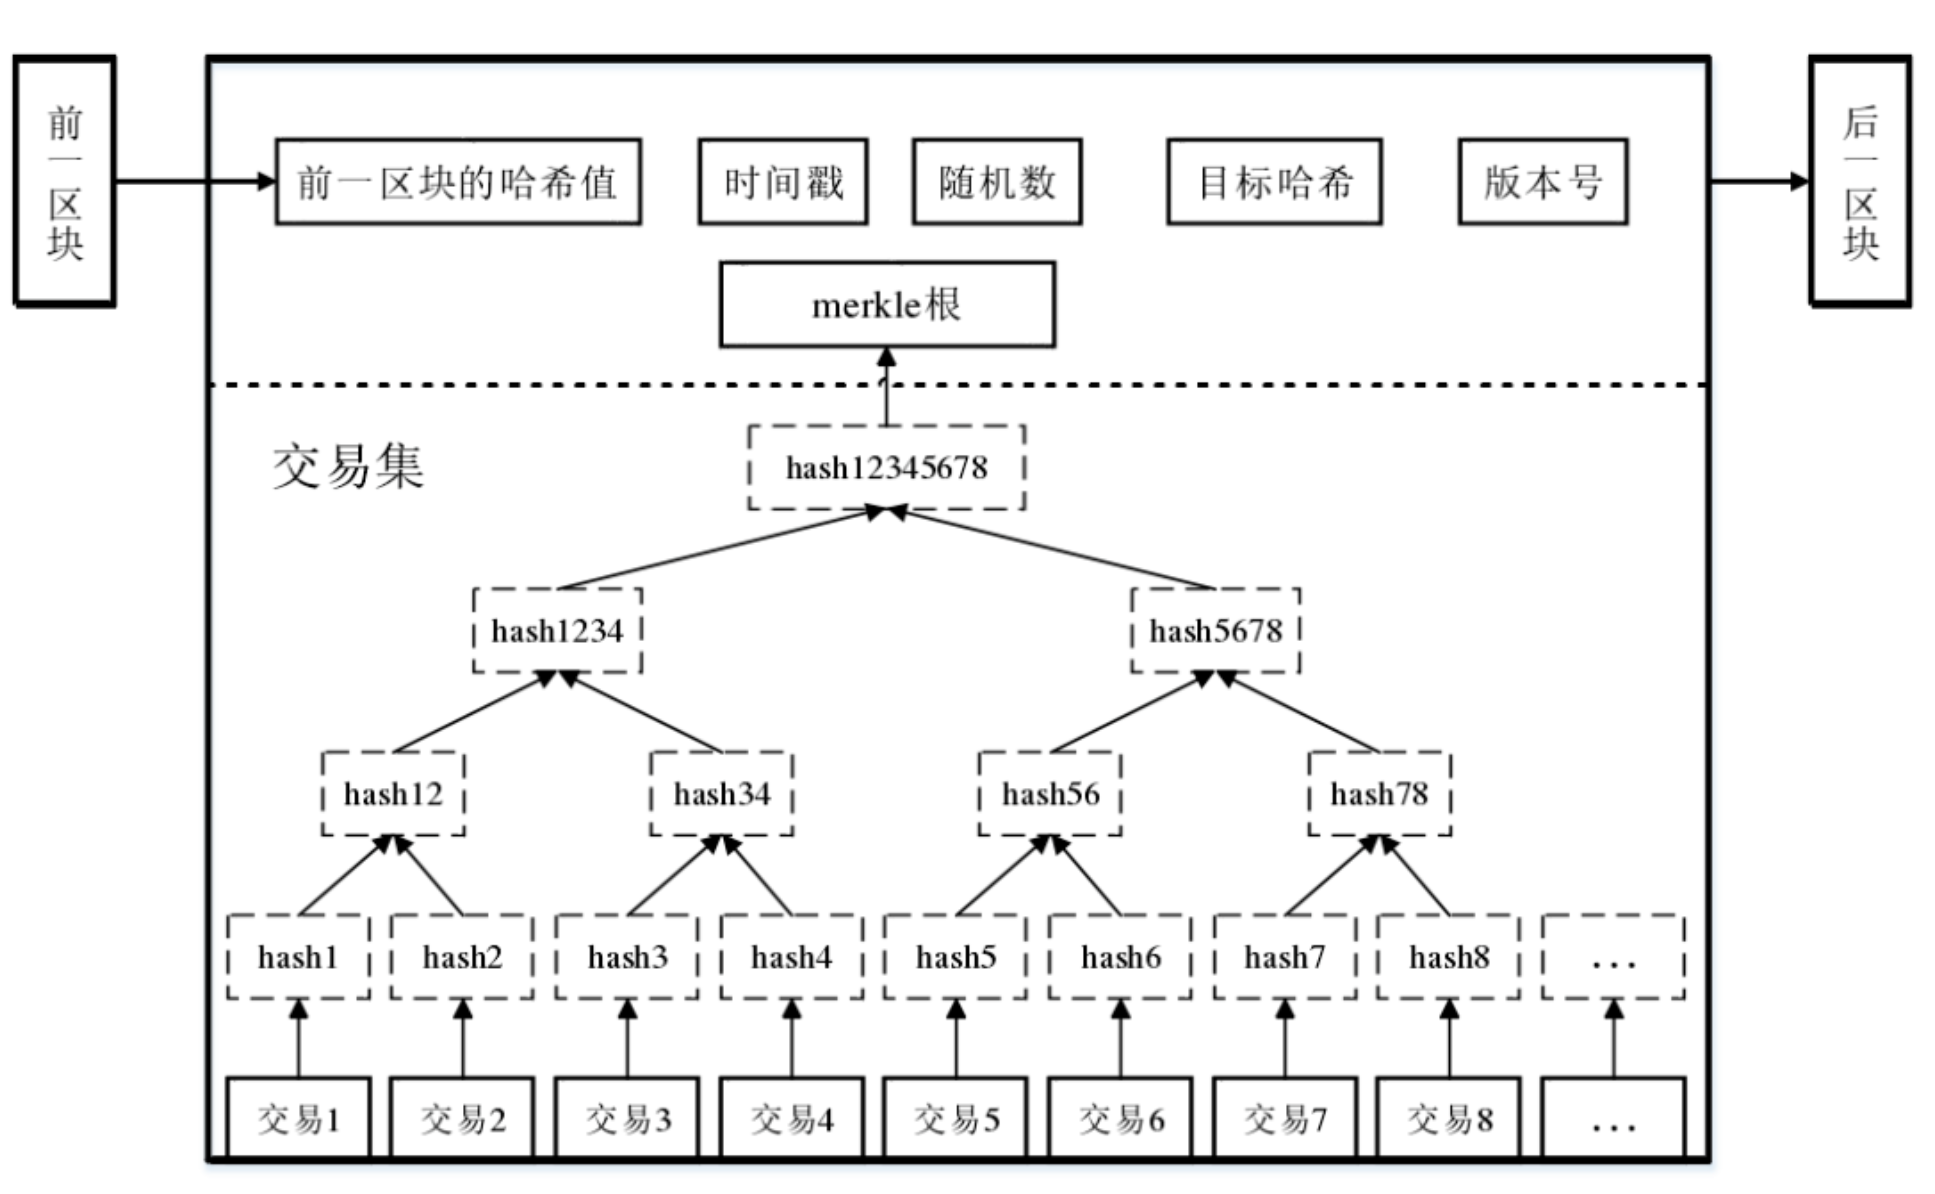 前一区块
前一区块的哈希值
时间戳
随机数
目标哈希
版本号
后一区块
merkle根
交易集
hash12345678
hash1234
hash5678
hash12
hash34
hash56
hash78
hash1
hash2
hash3
hash4
hash5
hash6
hash7
hash8
...
交易1
交易2
交易3
交易4
交易5
交易6
交易7
交易8
...